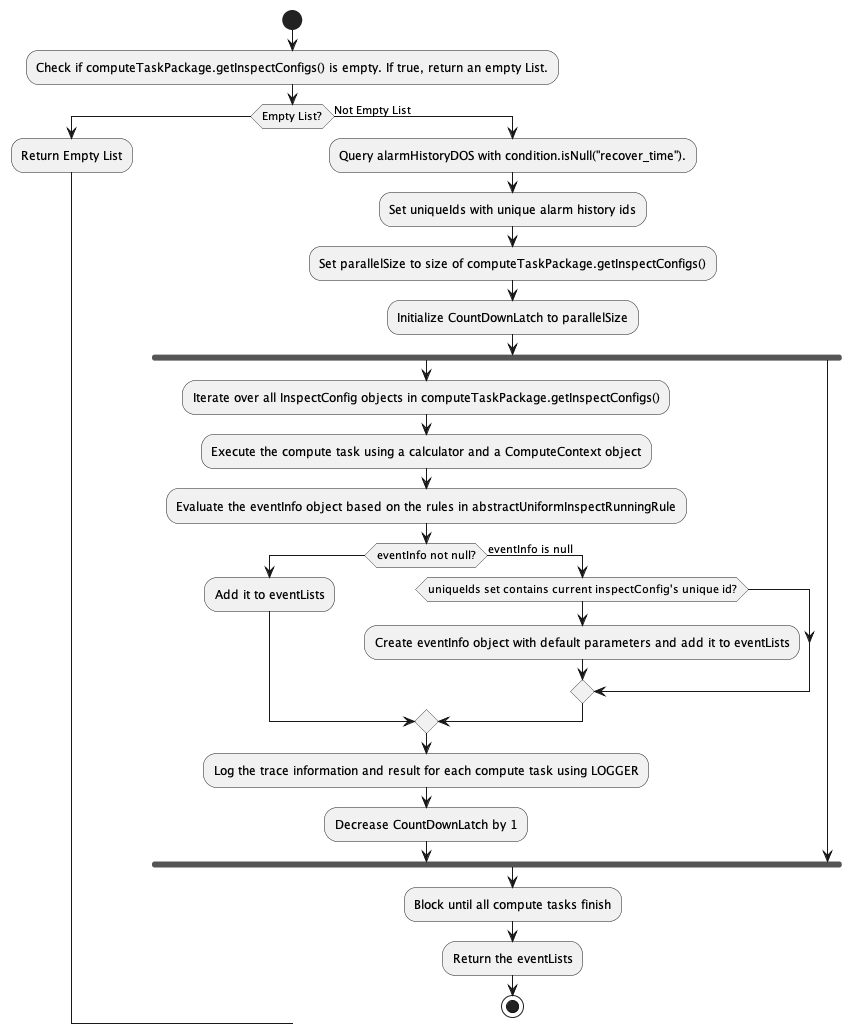 Check if computeTaskPackage.getInspectConfigs() is empty. If true, return an empty List.
Empty List?
Not Empty List
Return Empty List
Query alarmHistoryDOS with condition.isNull("recover_time").
Set uniqueIds with unique alarm history ids
Set parallelSize to size of computeTaskPackage.getInspectConfigs()
Initialize CountDownLatch to parallelSize
Iterate over all InspectConfig objects in computeTaskPackage.getInspectConfigs()
Execute the compute task using a calculator and a ComputeContext object
Evaluate the eventInfo object based on the rules in abstractUniformInspectRunningRule
eventInfo not null?
eventInfo is null
Add it to eventLists
uniqueIds set contains current inspectConfig's unique id?
Create eventInfo object with default parameters and add it to eventLists
Log the trace information and result for each compute task using LOGGER
Decrease CountDownLatch by 1
Block until all compute tasks finish
Return the eventLists